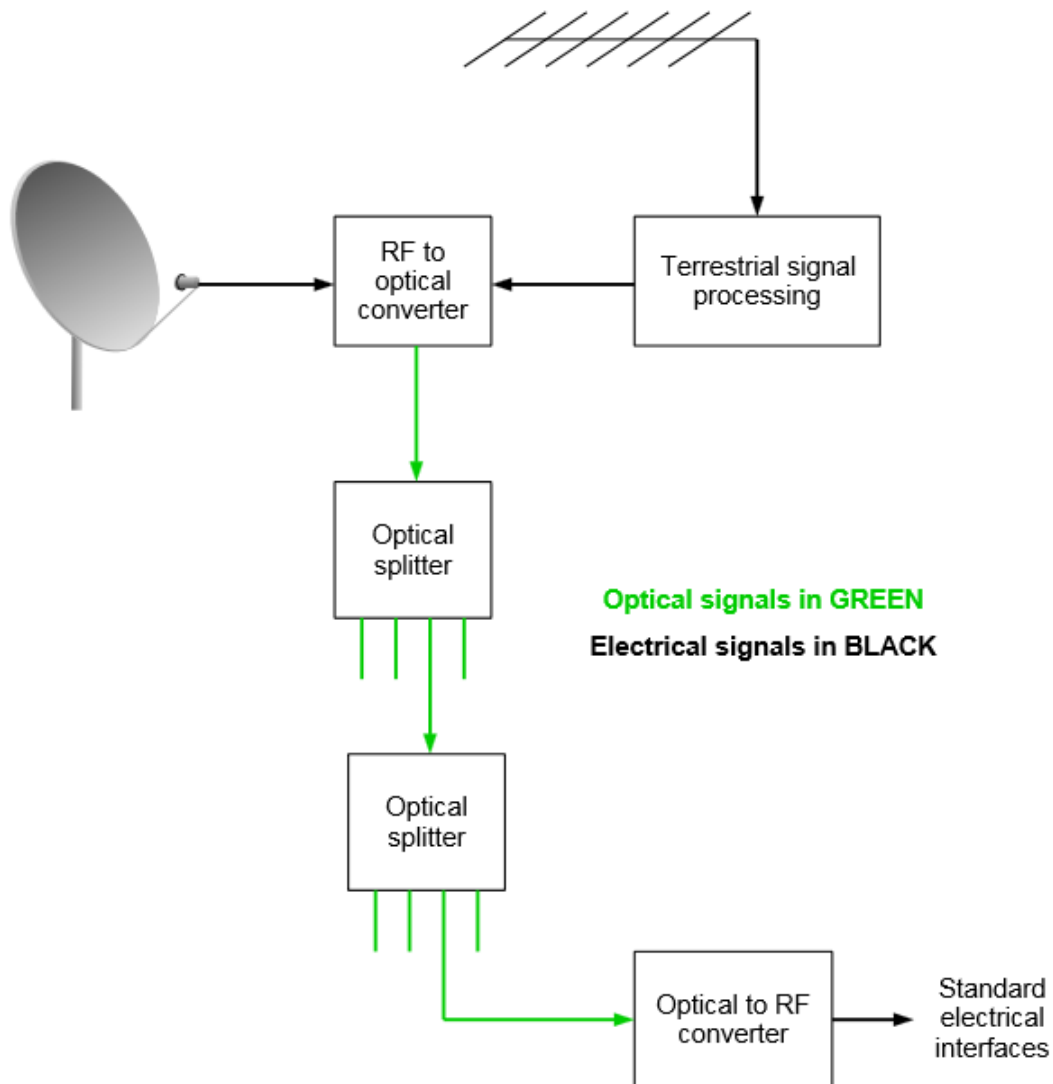 RF to
optical
converter
Terrestrial signal
processing
Optical
splitter
Optical signals in GREEN
Electrical signals in BLACK
Optical
splitter
Optical to RF
converter
Standard
electrical
interfaces